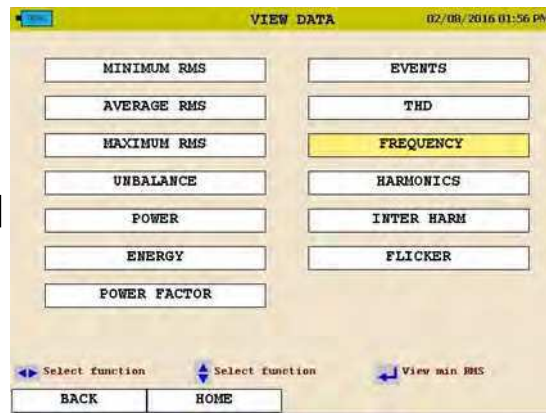 VIEW DATA 02/08/2016 01:56 PM
MINIMUM RMS
AVERAGE RMS
MAXIMUM RMS
UNBALANCE
POWER
ENERGY
POWER FACTOR
EVENTS
THD
FREQUENCY
HARMONICS
INTER HARM
FLICKER
Select function Select function View min RMS
BACK HOME